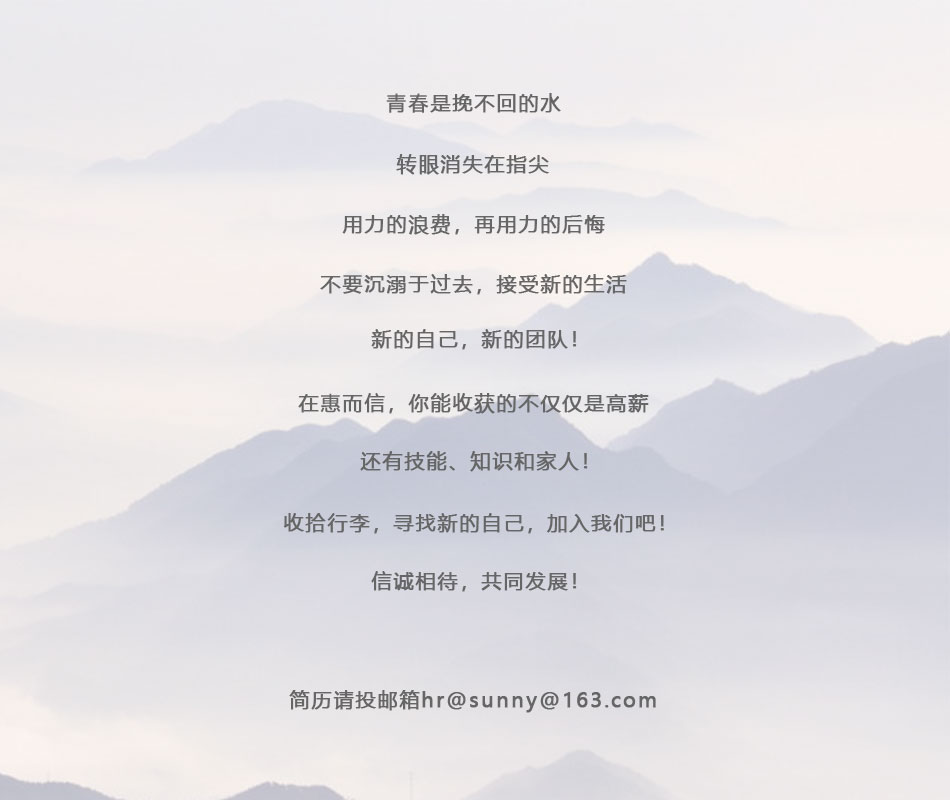 青春是挽不回的水
转眼消失在指尖
用力的浪费，再用力的后悔
不要沉溺于过去，接受新的生活
新的自己，新的团队！
在惠而信，你能收获的不仅仅是高薪
还有技能、知识和家人！
收拾行李，寻找新的自己，加入我们吧！
信诚相待，共同发展！
简历请投邮箱hr@sunny@163.com